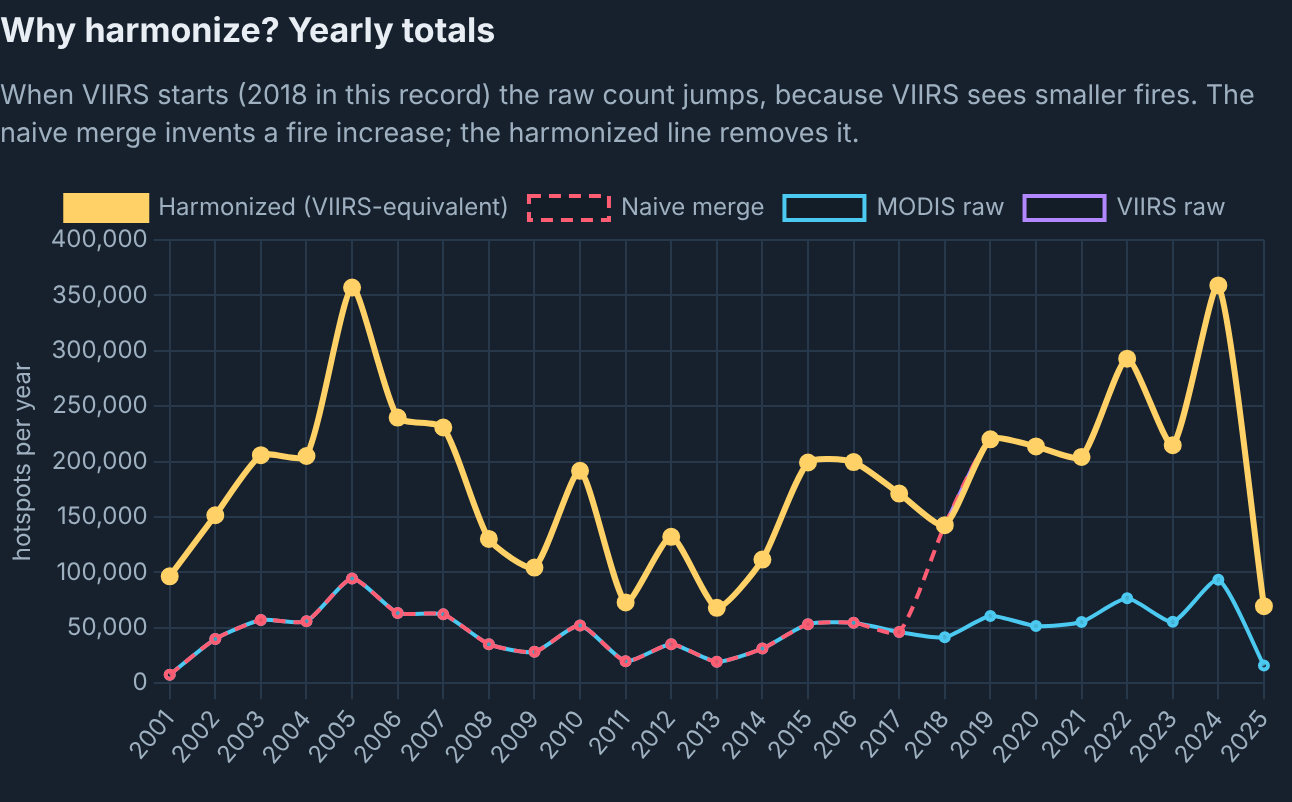 Why harmonize? Yearly totals
When VIIRS starts (2018 in this record) the raw count jumps, because VIIRS sees smaller fires. The
naive merge invents a fire increase; the harmonized line removes it.
Harmonized (VIIRS-equivalent) Naive merge MODIS raw VIIRS raw
400,000
350,000
300,000
250,000
200,000
150,000
100,000
50,000
0
hotspots per year
2001 2002 2003 2004 2005 2006 2007 2008 2009 2010 2011 2012 2013 2014 2015 2016 2017 2018 2019 2020 2021 2022 2023 2024 2025